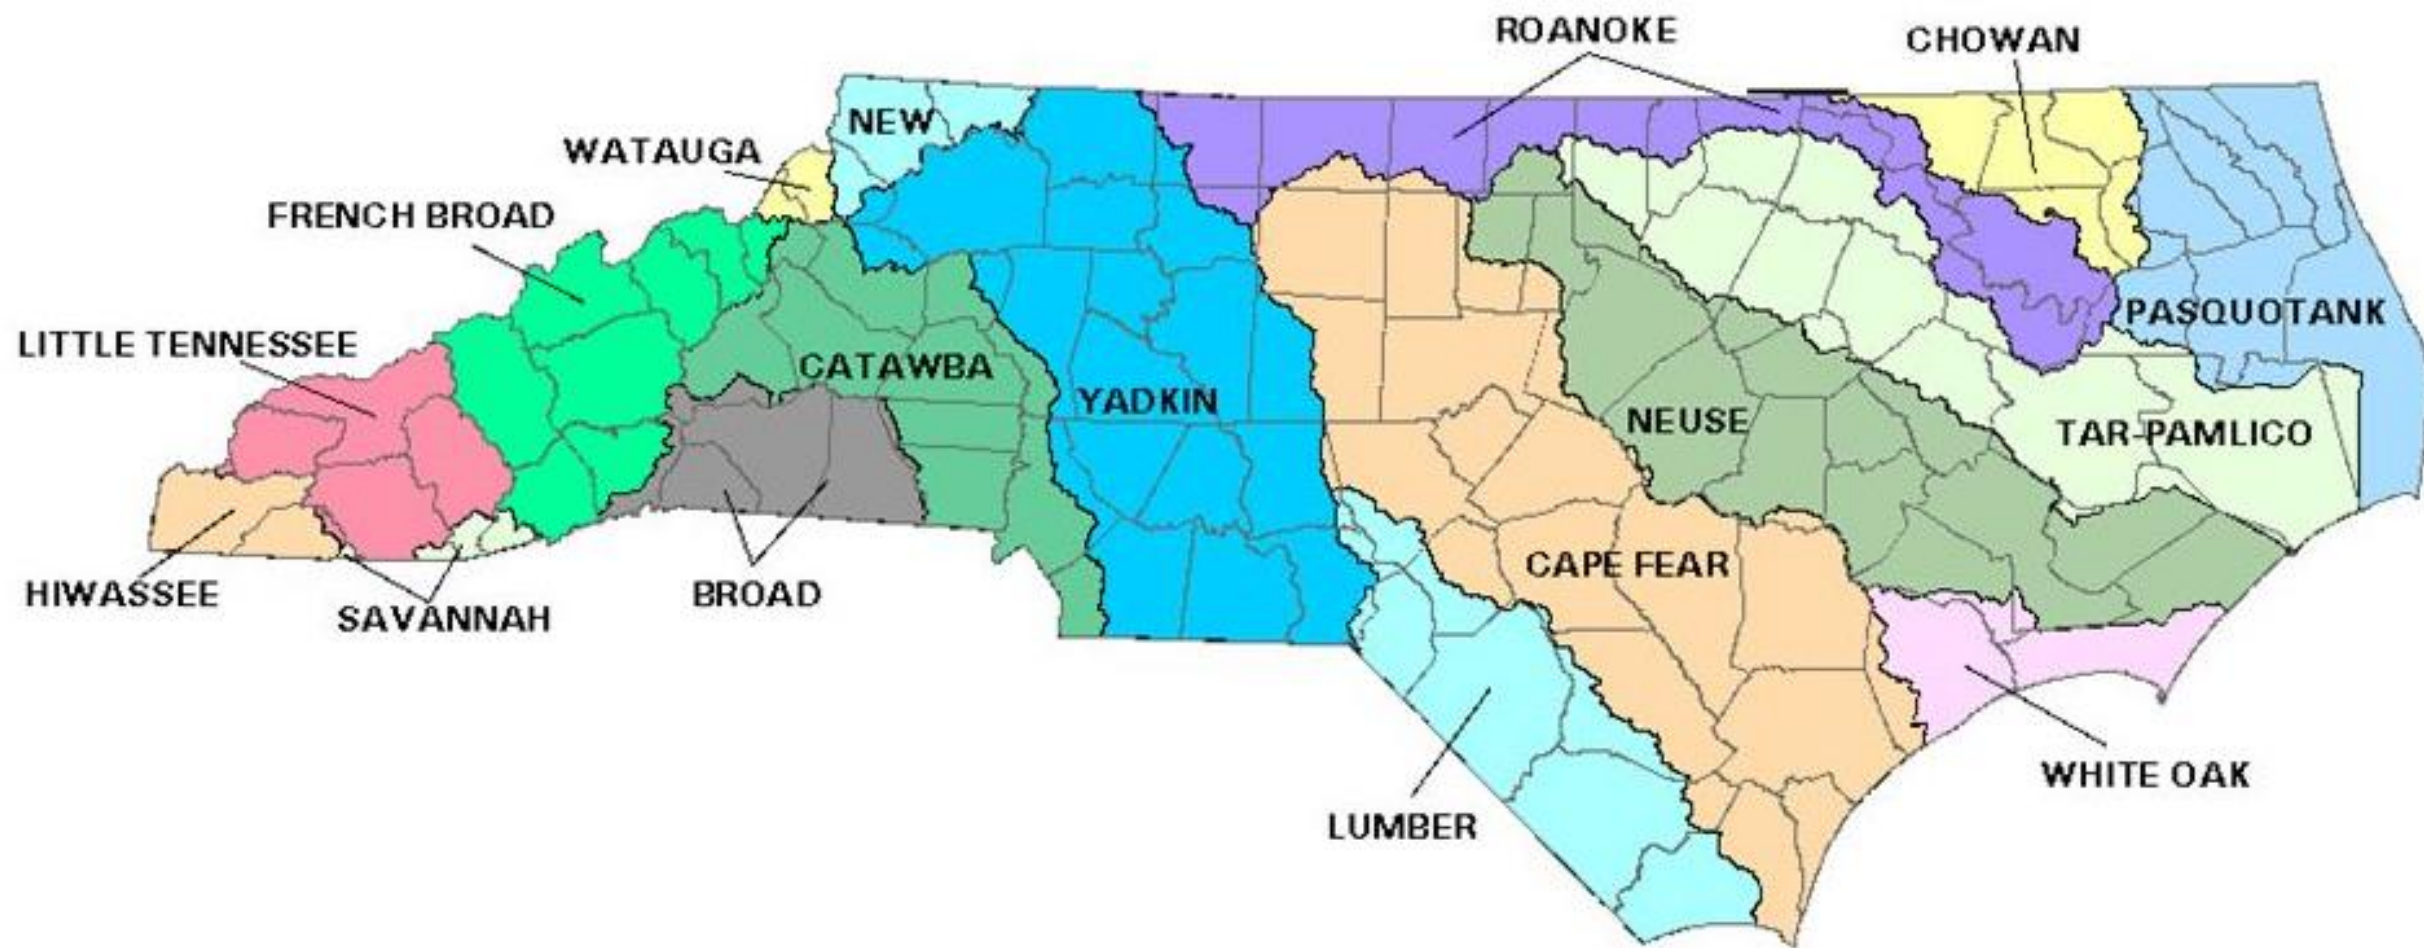 ROANOKE
CHOWAN
NEW
WATAUGA
FRENCH BROAD
PASQUOTANK
LITTLE TENNESSEE
CATAWBA
YADKIN
NEUSE
TAR-PAMLICO
CAPE FEAR
HIWASSEE
BROAD
SAVANNAH
WHITE OAK
LUMBER